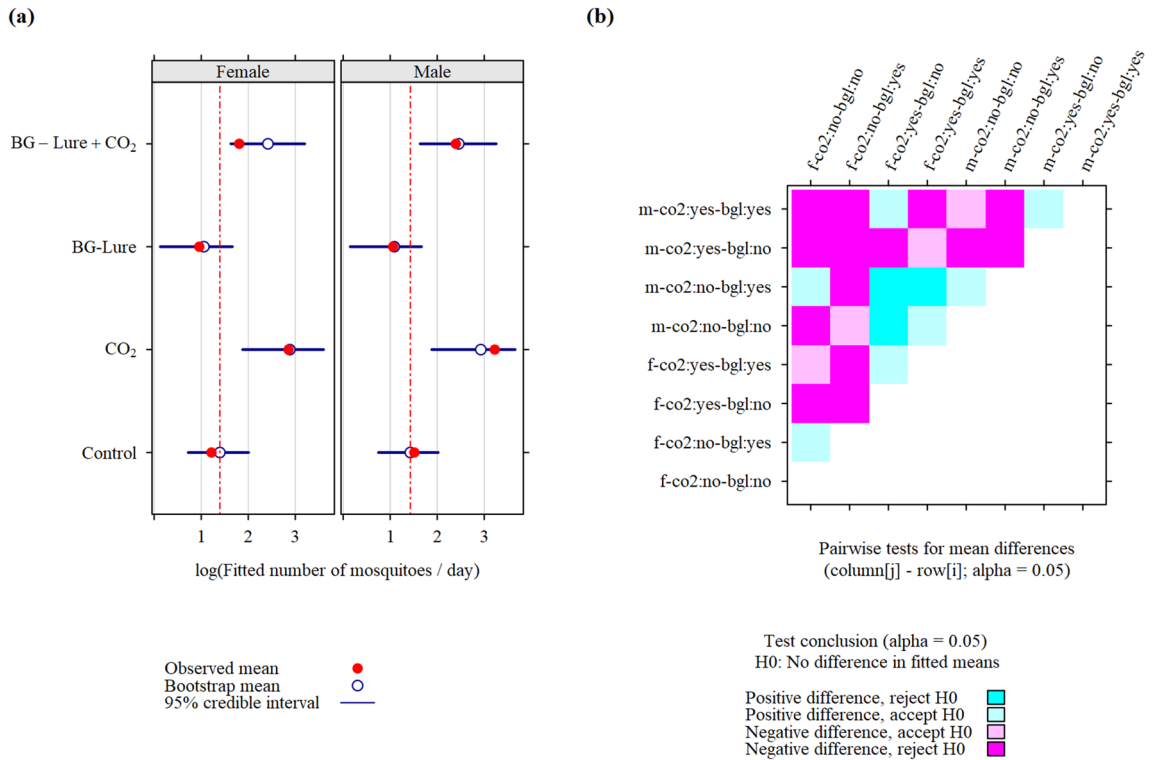 (a)
Female
Male
BG – Lure + CO2
BG-Lure
CO2
Control
1
2
3
1
2
3
log(Fitted number of mosquitoes / day)
Observed mean
Bootstrap mean
95% credible interval
(b)
f-co2:no-bgl:no
f-co2:no-bgl:yes
f-co2:yes-bgl:no
f-co2:yes-bgl:yes
m-co2:no-bgl:no
m-co2:no-bgl:yes
m-co2:yes-bgl:no
m-co2:yes-bgl:yes
m-co2:yes-bgl:yes
m-co2:yes-bgl:no
m-co2:no-bgl:yes
m-co2:no-bgl:no
f-co2:yes-bgl:yes
f-co2:yes-bgl:no
f-co2:no-bgl:yes
f-co2:no-bgl:no
Pairwise tests for mean differences
(column[j] - row[i]; alpha = 0.05)
Test conclusion (alpha = 0.05)
H0: No difference in fitted means
Positive difference, reject H0
Positive difference, accept H0
Negative difference, accept H0
Negative difference, reject H0